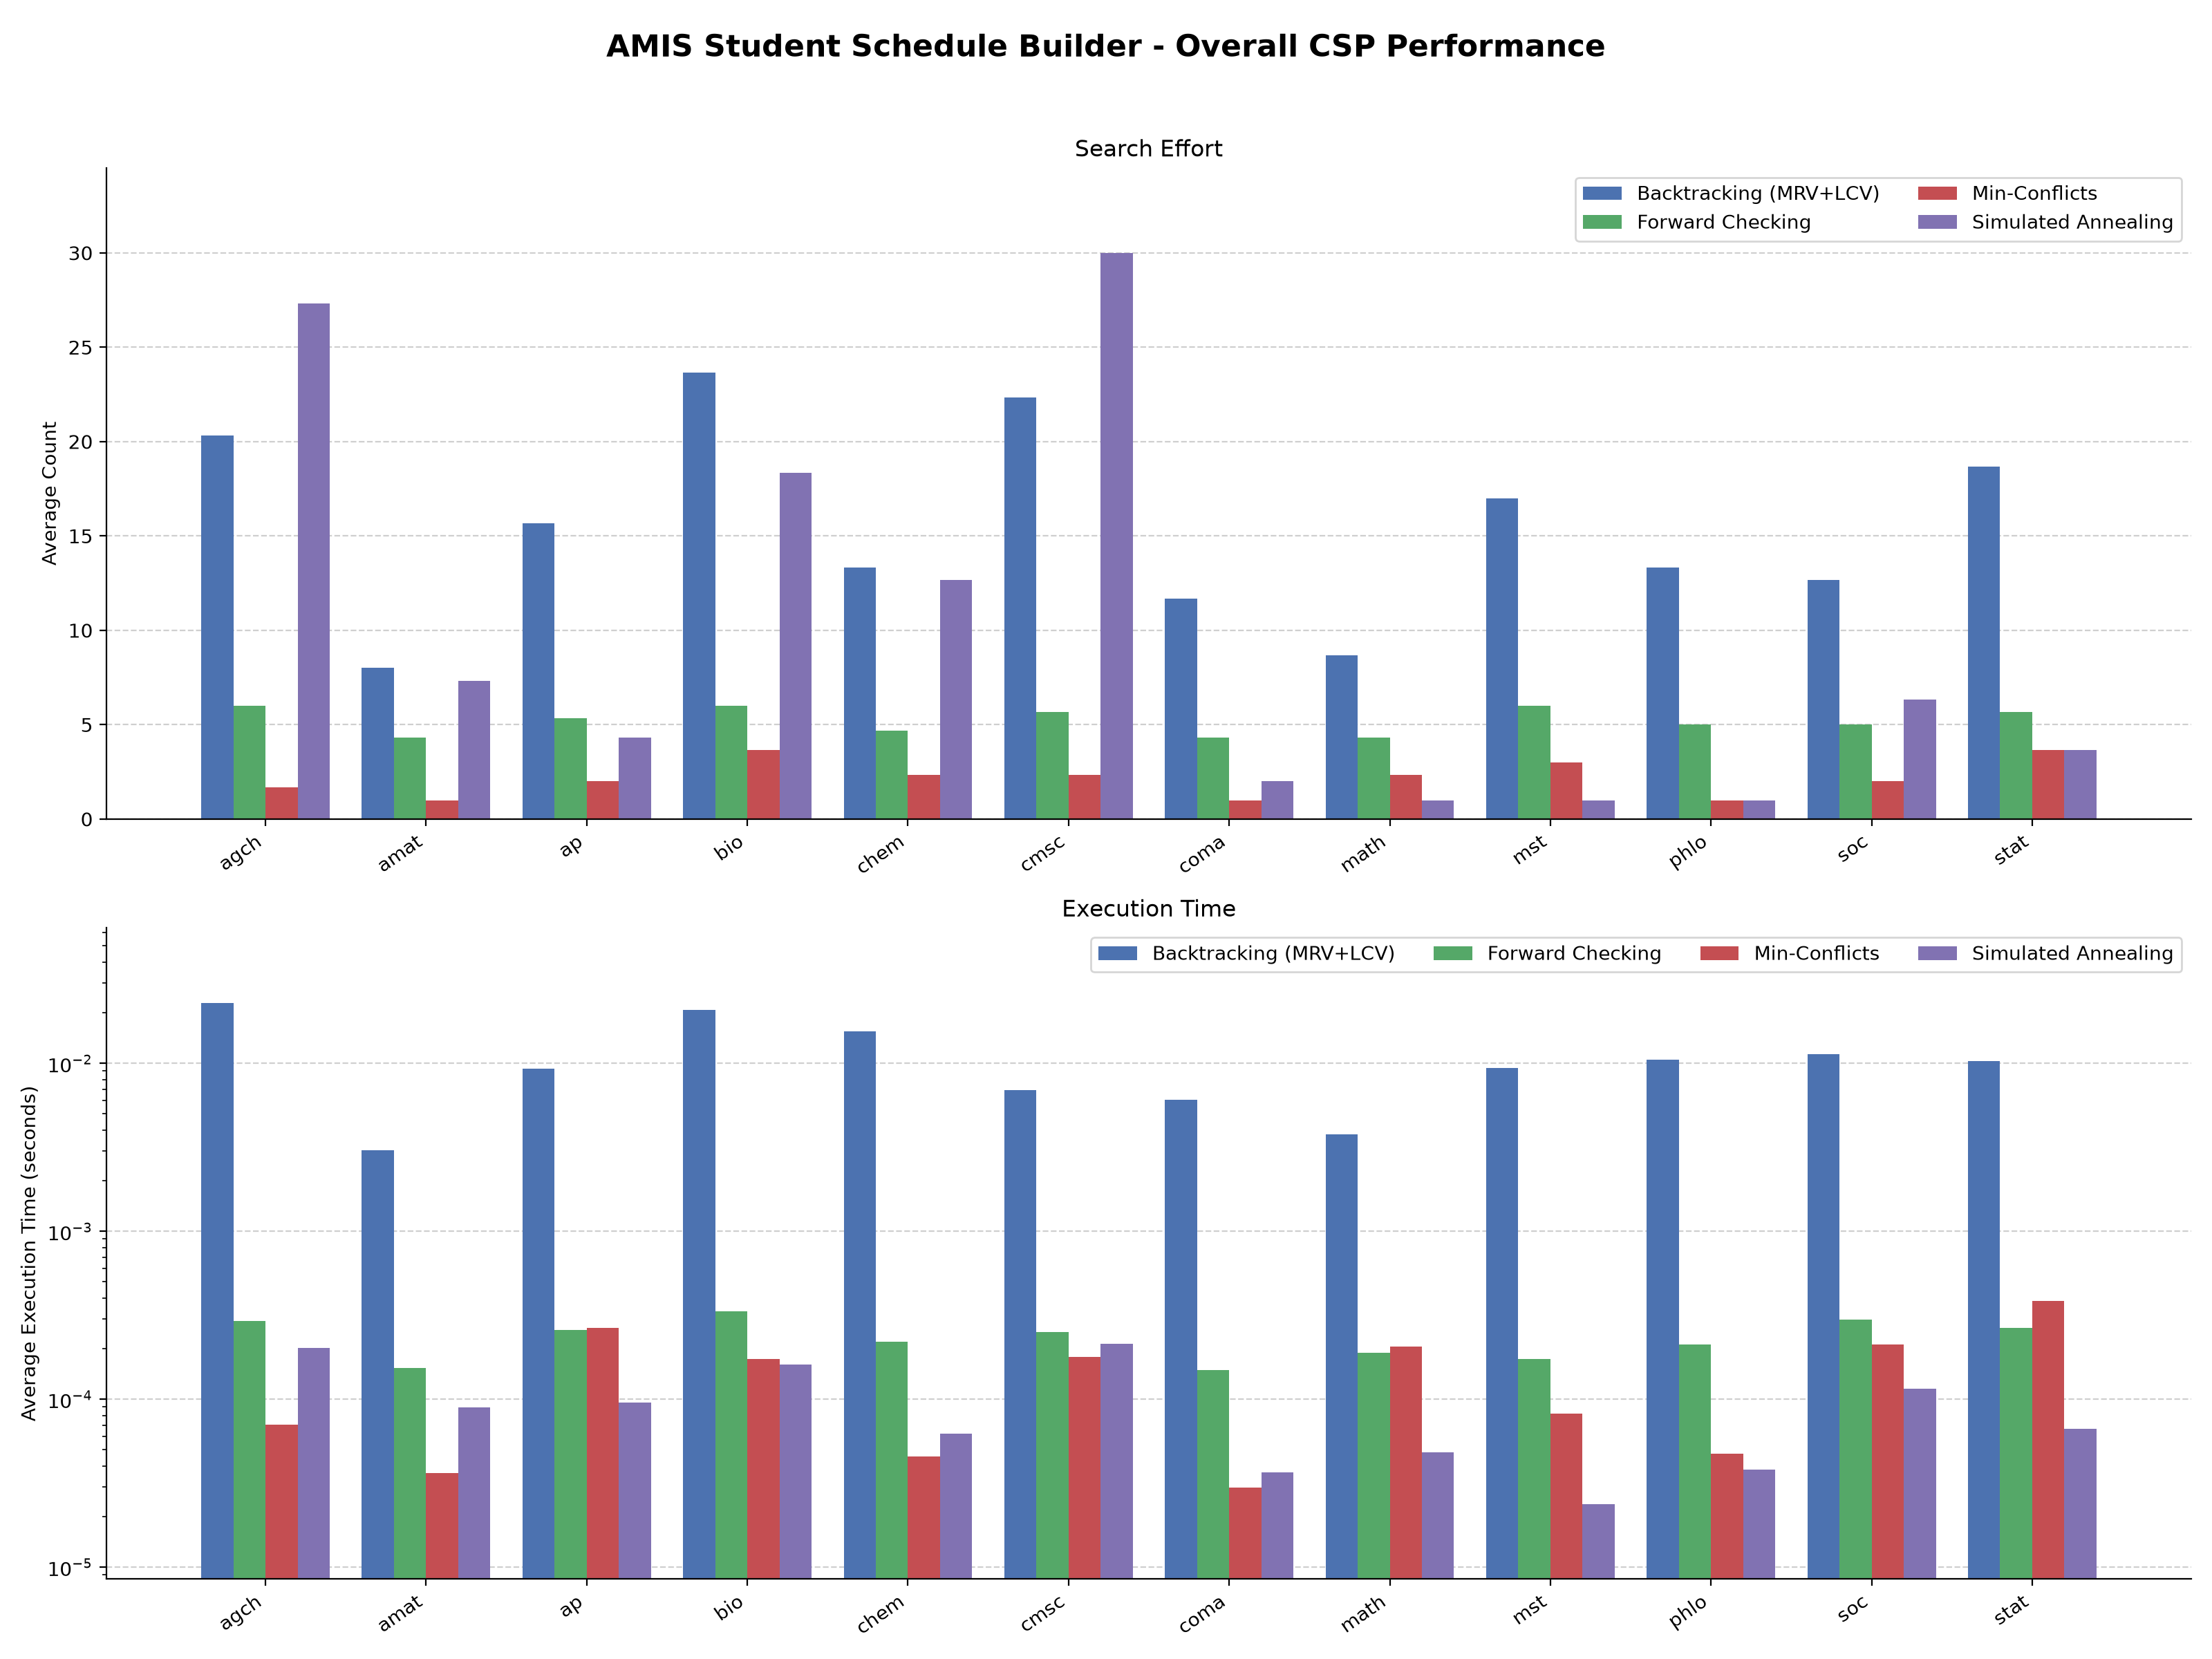 AMIS Student Schedule Builder - Overall CSP Performance
Search Effort
Backtracking (MRV+LCV)
Forward Checking
Min-Conflicts
Simulated Annealing
Average Count
30
25
20
15
10
5
0
agch
amat
ap
bio
chem
cmsc
coma
math
mst
phlo
soc
stat
Execution Time
Backtracking (MRV+LCV) Forward Checking Min-Conflicts Simulated Annealing
Average Execution Time (seconds)
10⁻²
10⁻³
10⁻⁴
10⁻⁵
agch
amat
ap
bio
chem
cmsc
coma
math
mst
phlo
soc
stat